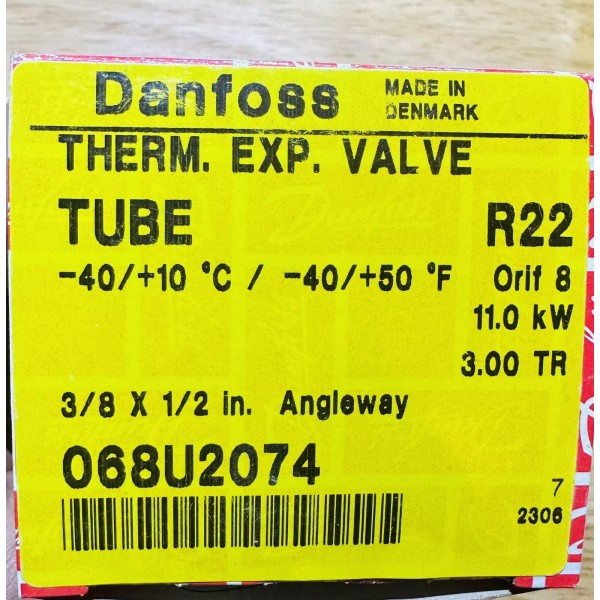 Danfoss MADE IN DENMARK
THERM. EXP. VALVE
TUBE R22
-40/+10 °C / -40/+50 °F Orif 8
11.0 kW
3.00 TR
3/8 X 1/2 in. Angleway
068U2074
7
2306